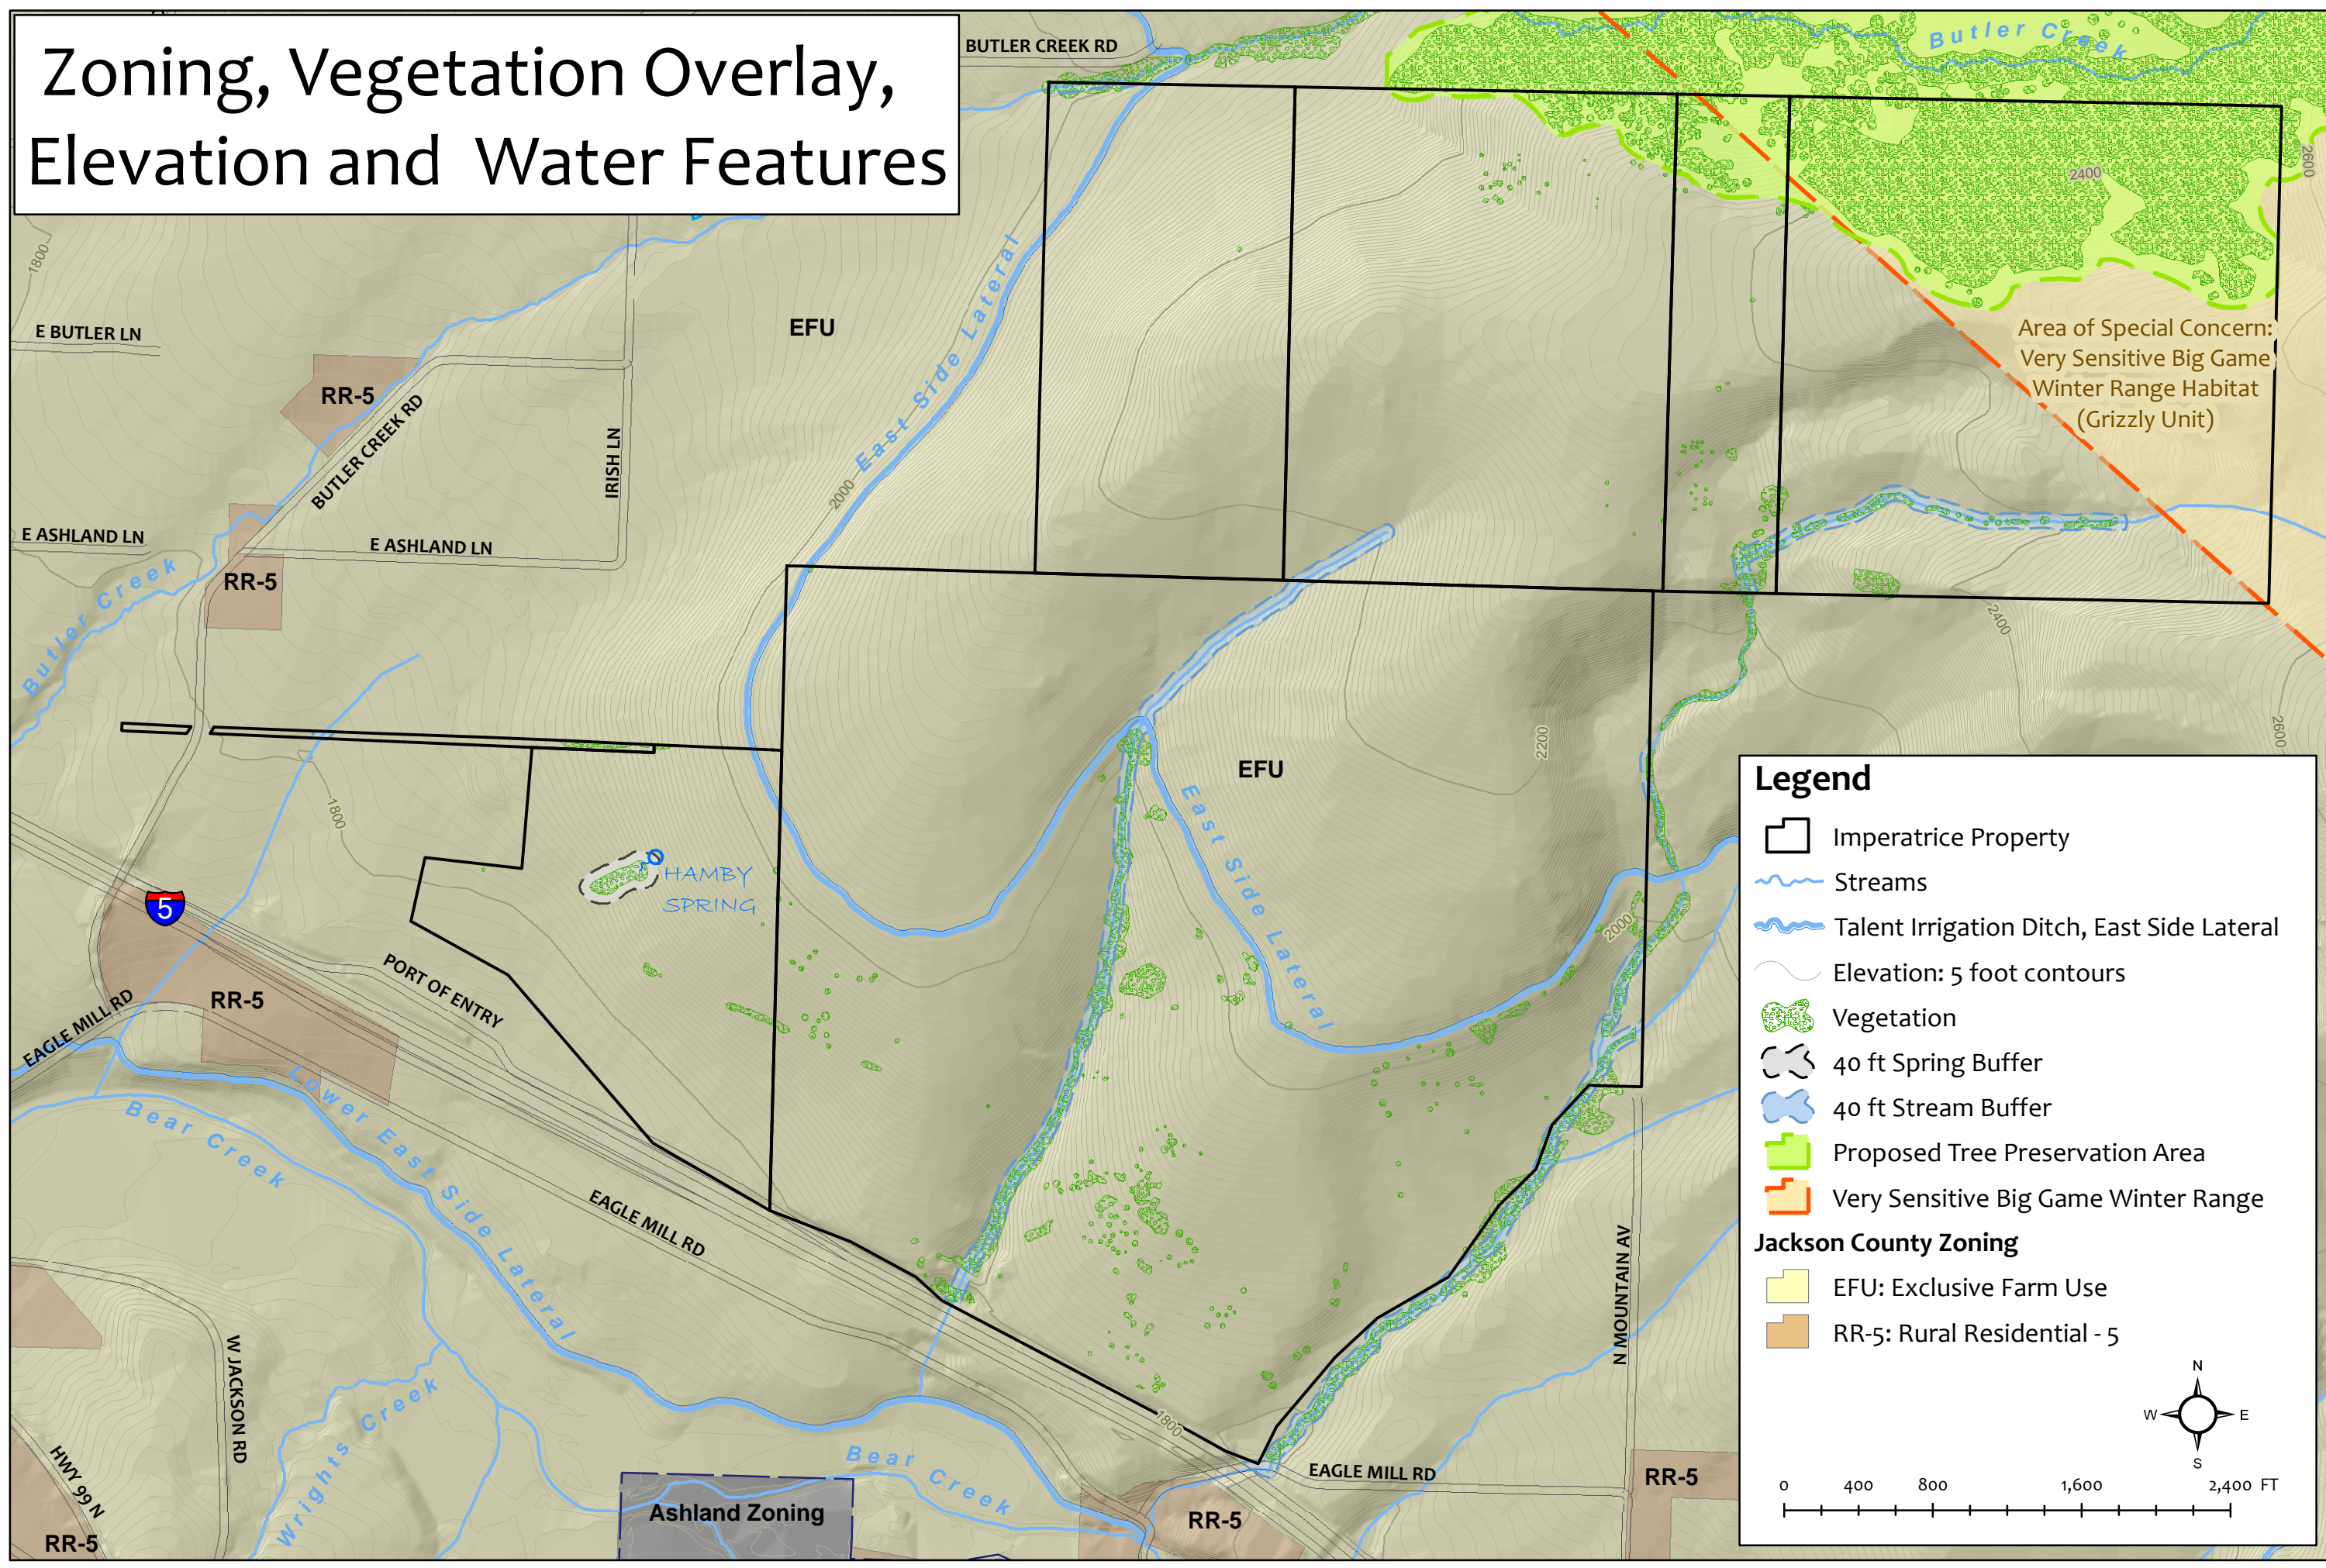 Zoning, Vegetation Overlay,
Elevation and Water Features
BUTLER CREEK RD
Butler Creek
2600
2400
1800
East Side Lateral
EFU
E BUTLER LN
RR-5
BUTLER CREEK RD
IRISH LN
2000
Area of Special Concern:
Very Sensitive Big Game
Winter Range Habitat
(Grizzly Unit)
E ASHLAND LN
E ASHLAND LN
RR-5
Butler Creek
2400
2600
2200
EFU
1800
HAMBY
SPRING
East Side Lateral
5
2000
PORT OF ENTRY
RR-5
EAGLE MILL RD
Bear Creek
Lower East Side Lateral
EAGLE MILL RD
N MOUNTAIN AV
W JACKSON RD
Wrights Creek
HWY 99 N
RR-5
1800
Bear Creek
EAGLE MILL RD
Ashland Zoning
RR-5
RR-5
Legend
Imperatrice Property
Streams
Talent Irrigation Ditch, East Side Lateral
Elevation: 5 foot contours
Vegetation
40 ft Spring Buffer
40 ft Stream Buffer
Proposed Tree Preservation Area
Very Sensitive Big Game Winter Range
Jackson County Zoning
EFU: Exclusive Farm Use
RR-5: Rural Residential - 5
N
W E
S
0 400 800 1,600 2,400 FT